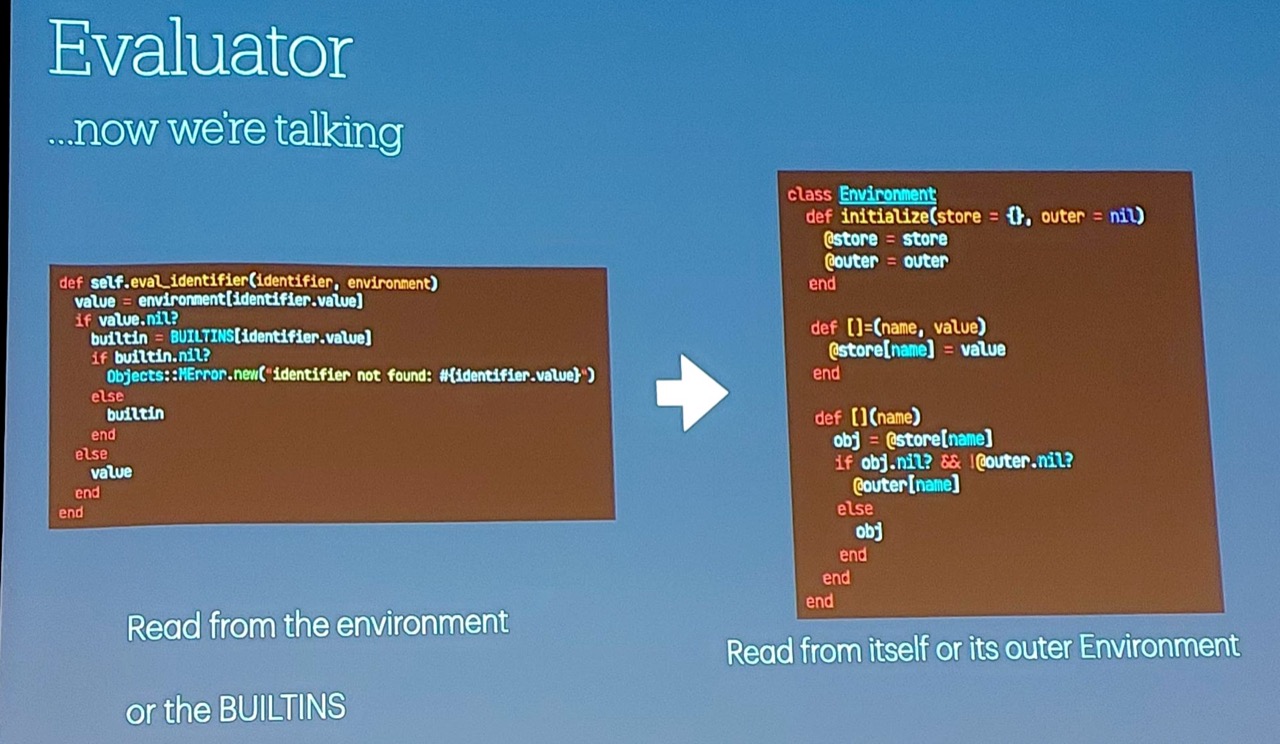 Evaluator
...now we're talking
def self.eval_identifier(identifier, environment)
  value = environment[identifier.value]
  if value.nil?
    builtin = BUILTINS[identifier.value]
    if builtin.nil?
      Objects::MError.new("identifier not found: #{identifier.value}")
    else
      builtin
    end
  else
    value
  end
end
Read from the environment
or the BUILTINS
class Environment
  def initialize(store = {}, outer = nil)
    @store = store
    @outer = outer
  end

  def []=(name, value)
    @store[name] = value
  end

  def [](name)
    obj = @store[name]
    if obj.nil? && !@outer.nil?
      @outer[name]
    else
      obj
    end
  end
end
Read from itself or its outer Environment